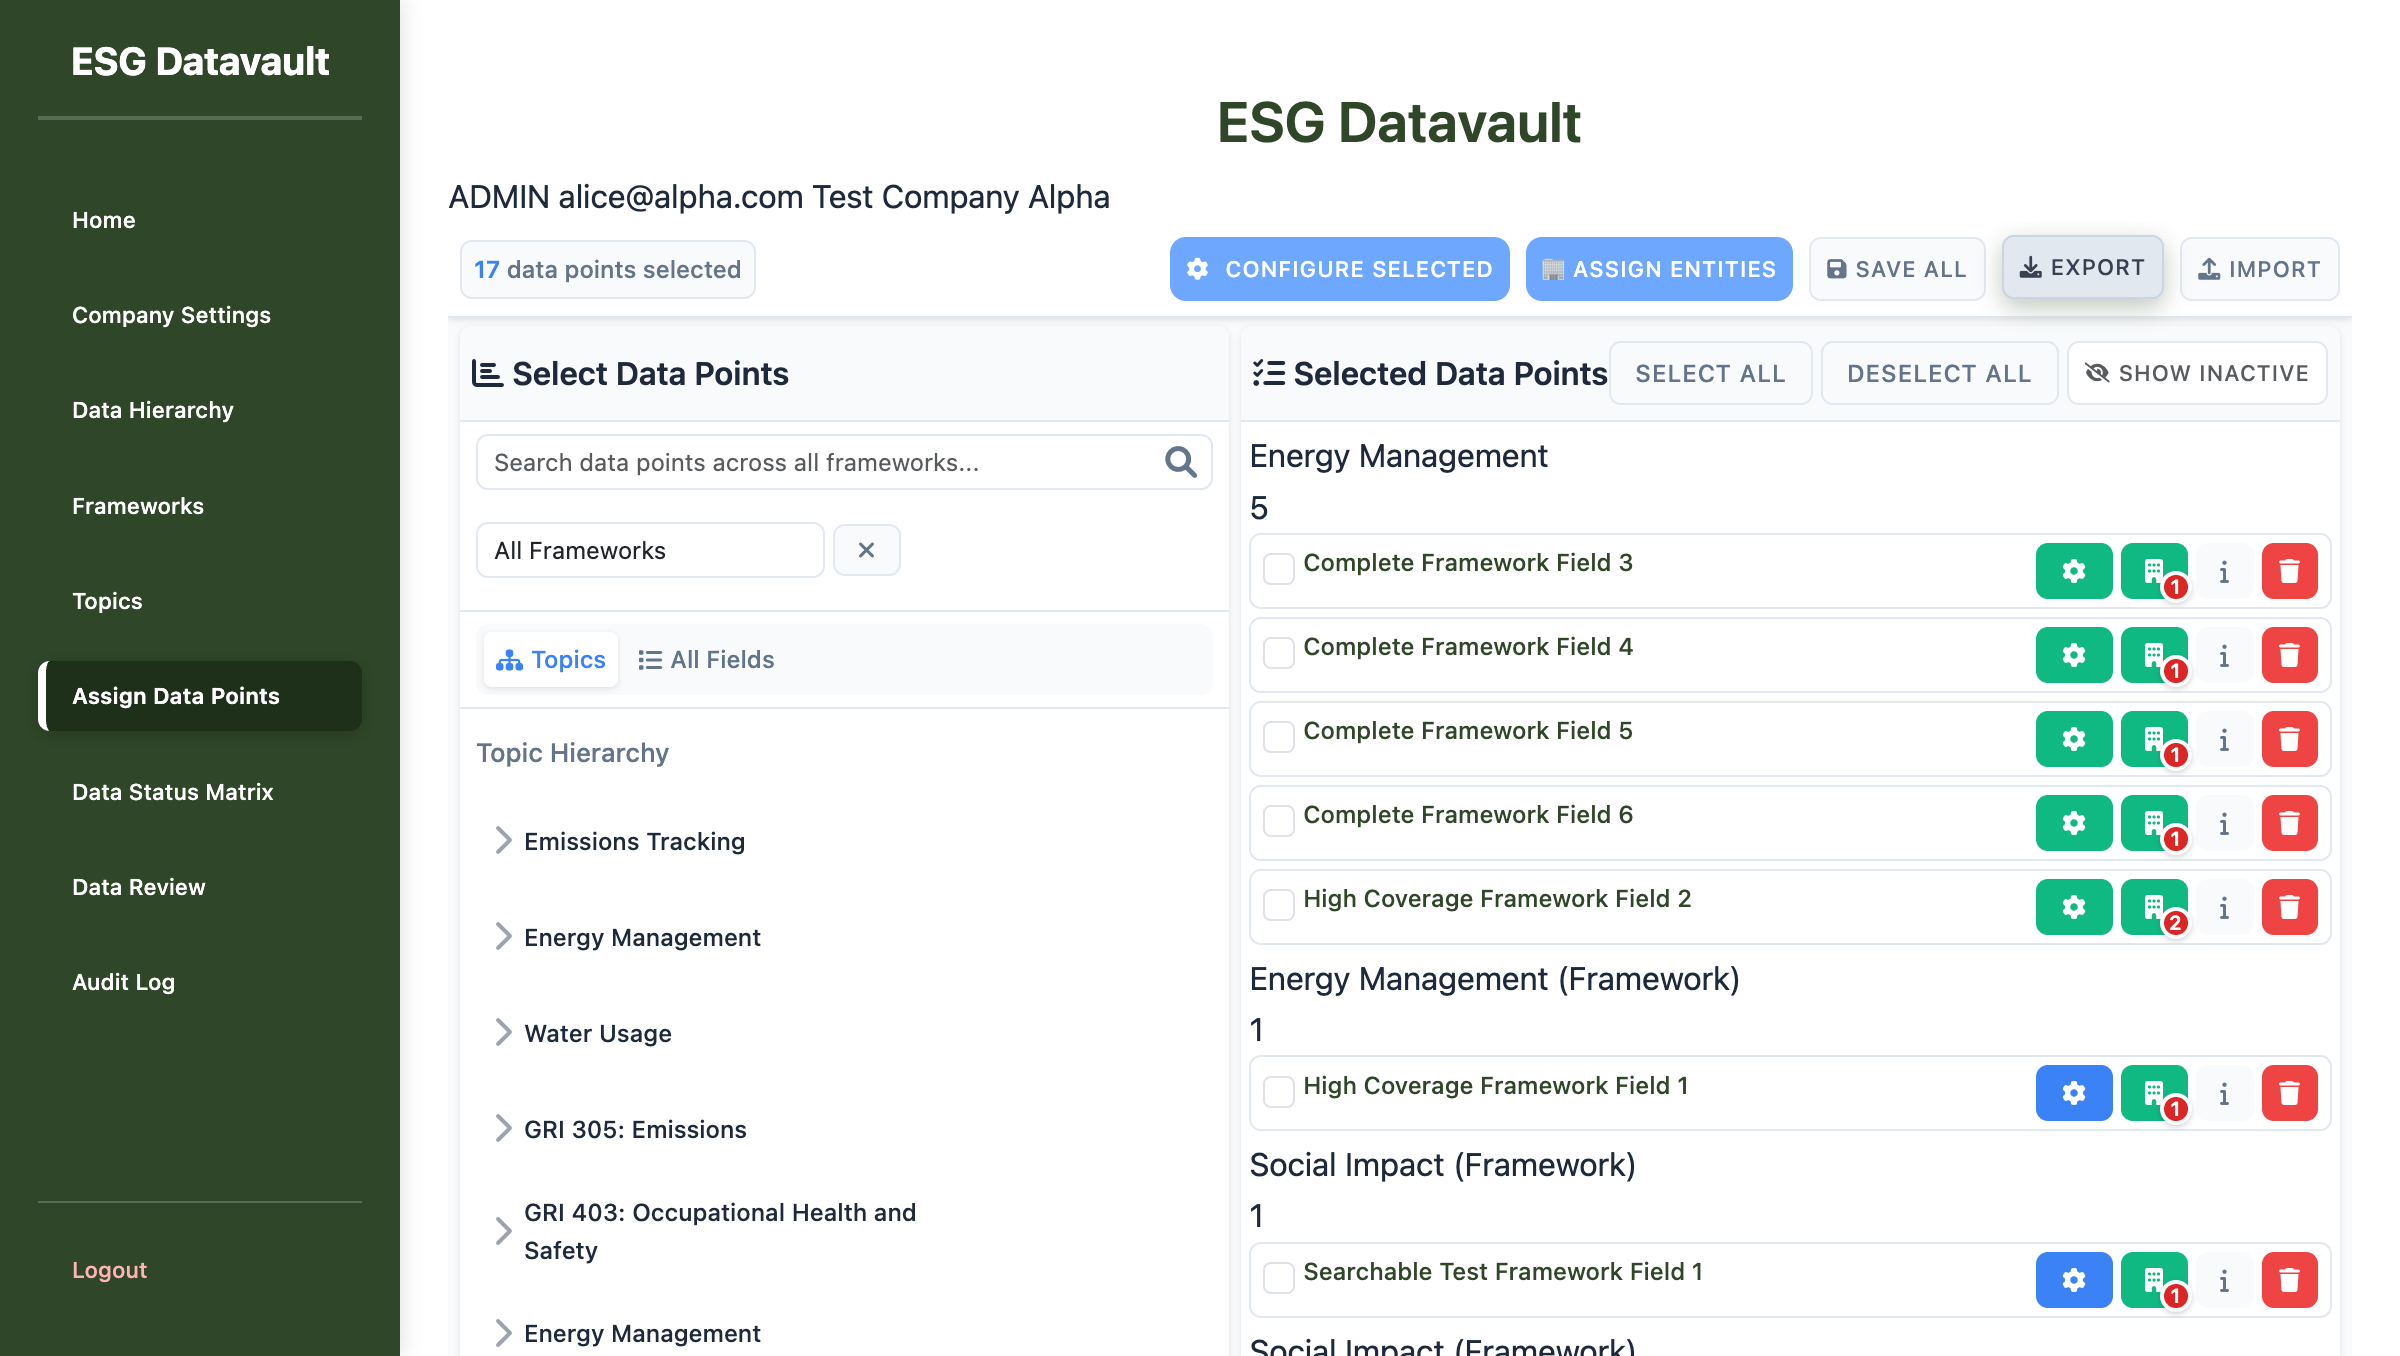 ESG Datavault
Home
Company Settings
Data Hierarchy
Frameworks
Topics
Assign Data Points
Data Status Matrix
Data Review
Audit Log
Logout
ESG Datavault
ADMIN alice@alpha.com Test Company Alpha
17 data points selected
CONFIGURE SELECTED
ASSIGN ENTITIES
SAVE ALL
EXPORT
IMPORT
Select Data Points
Search data points across all frameworks...
All Frameworks
Topics
All Fields
Topic Hierarchy
Emissions Tracking
Energy Management
Water Usage
GRI 305: Emissions
GRI 403: Occupational Health and
Safety
Energy Management
Selected Data Points
SELECT ALL
DESELECT ALL
SHOW INACTIVE
Energy Management
5
Complete Framework Field 3
1
Complete Framework Field 4
1
Complete Framework Field 5
1
Complete Framework Field 6
1
High Coverage Framework Field 2
2
Energy Management (Framework)
1
High Coverage Framework Field 1
1
Social Impact (Framework)
1
Searchable Test Framework Field 1
1
Social Impact (Framework)